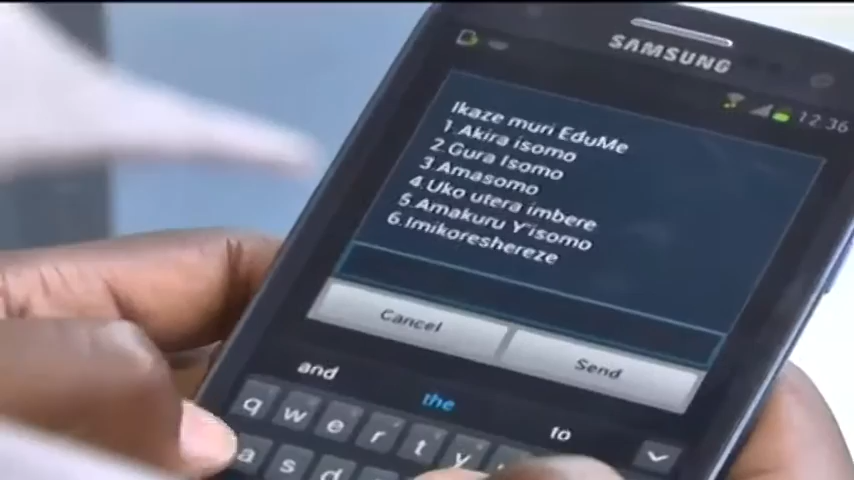 SAMSUNG
12:36
Ikaze muri EduMe
1.Akira isomo
2.Gura Isomo
3.Amasomo
4.Uko utera imbere
5.Amakuru Y'isomo
6.Imikoreshereze
Cancel Send
and the to
q w e r t y
a s d